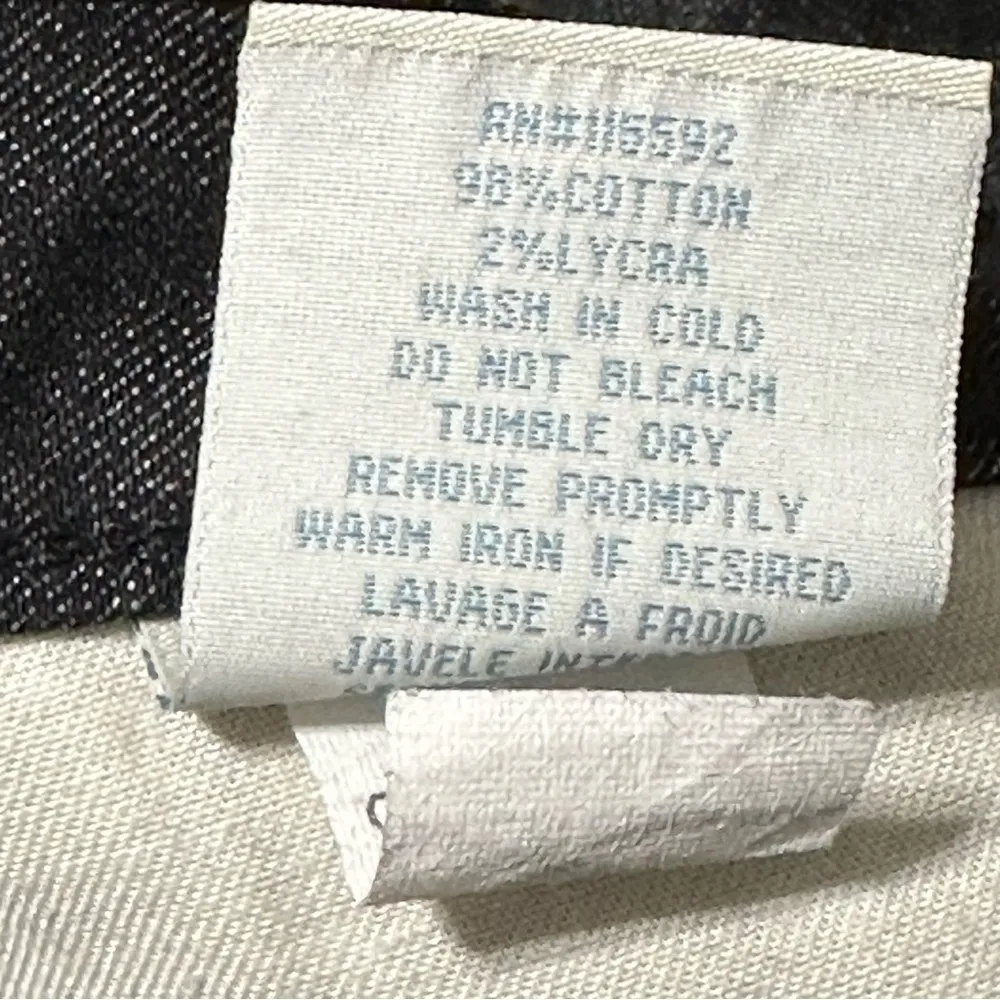 RN#116592
98%COTTON
2%LYCRA
WASH IN COLD
DO NOT BLEACH
TUMBLE DRY
REMOVE PROMPTLY
WARM IRON IF DESIRED
LAVAGE A FROID
JAVELE